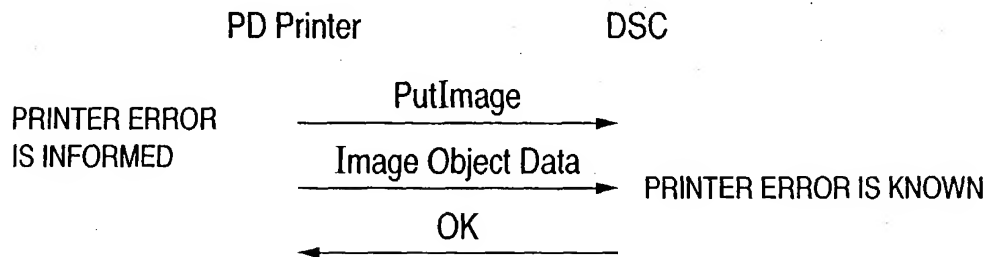 PD Printer DSC
PutImage
PRINTER ERROR
IS INFORMED
Image Object Data
PRINTER ERROR IS KNOWN
OK